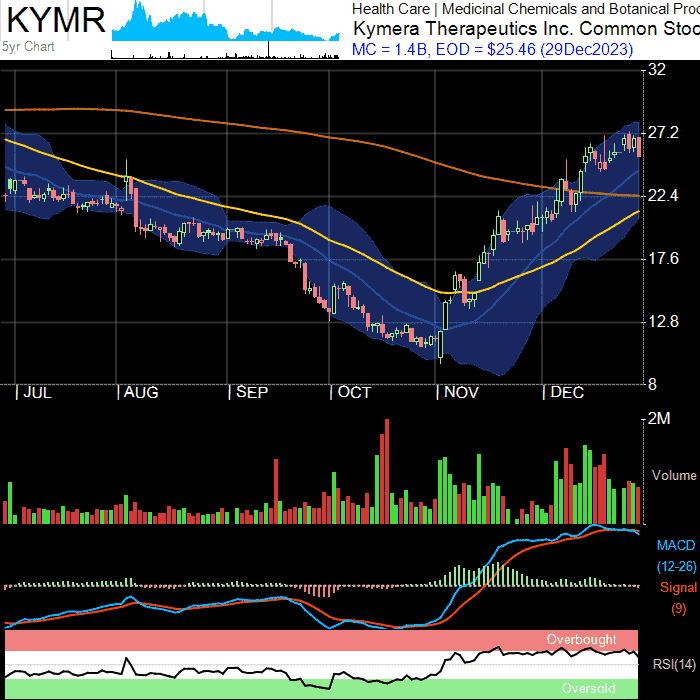 KYMR
5yr Chart
Health Care | Medicinal Chemicals and Botanical Proc
Kymera Therapeutics Inc. Common Stoc
MC = 1.4B, EOD = $25.46 (29Dec2023)
32
27.2
22.4
17.6
12.8
8
| JUL | AUG | SEP | OCT | NOV | DEC
2M
Volume
MACD
(12-26)
Signal
(9)
Overbought
RSI(14)
Oversold